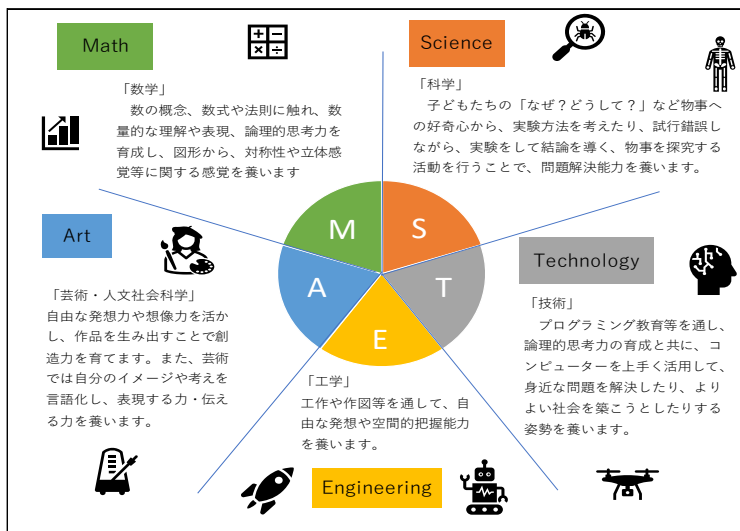 Math
「数学」
数の概念、数式や法則に触れ、数
量的な理解や表現、論理的思考力を
育成し、図形から、対称性や立体感
覚等に関する感覚を養います
Science
「科学」
子どもたちの「なぜ?どうして?」など物事へ
の好奇心から、実験方法を考えたり、試行錯誤し
ながら、実験をして結論を導く、物事を探究する
活動を行うことで、問題解決能力を養います。
M
S
A
T
E
Art
「芸術・人文社会科学」
自由な発想力や想像力を活か
し、作品を生み出すことで創
造力を育てます。また、芸術
では自分のイメージや考えを
言語化し、表現する力・伝え
る力を養います。
Technology
「技術」
プログラミング教育等を通し、
論理的思考力の育成と共に、コ
ンピューターを上手く活用して、
身近な問題を解決したり、より
よい社会を築こうとしたりする
姿勢を養います。
「工学」
工作や作図等を通して、自
由な発想や空間的把握能力
を養います。
Engineering